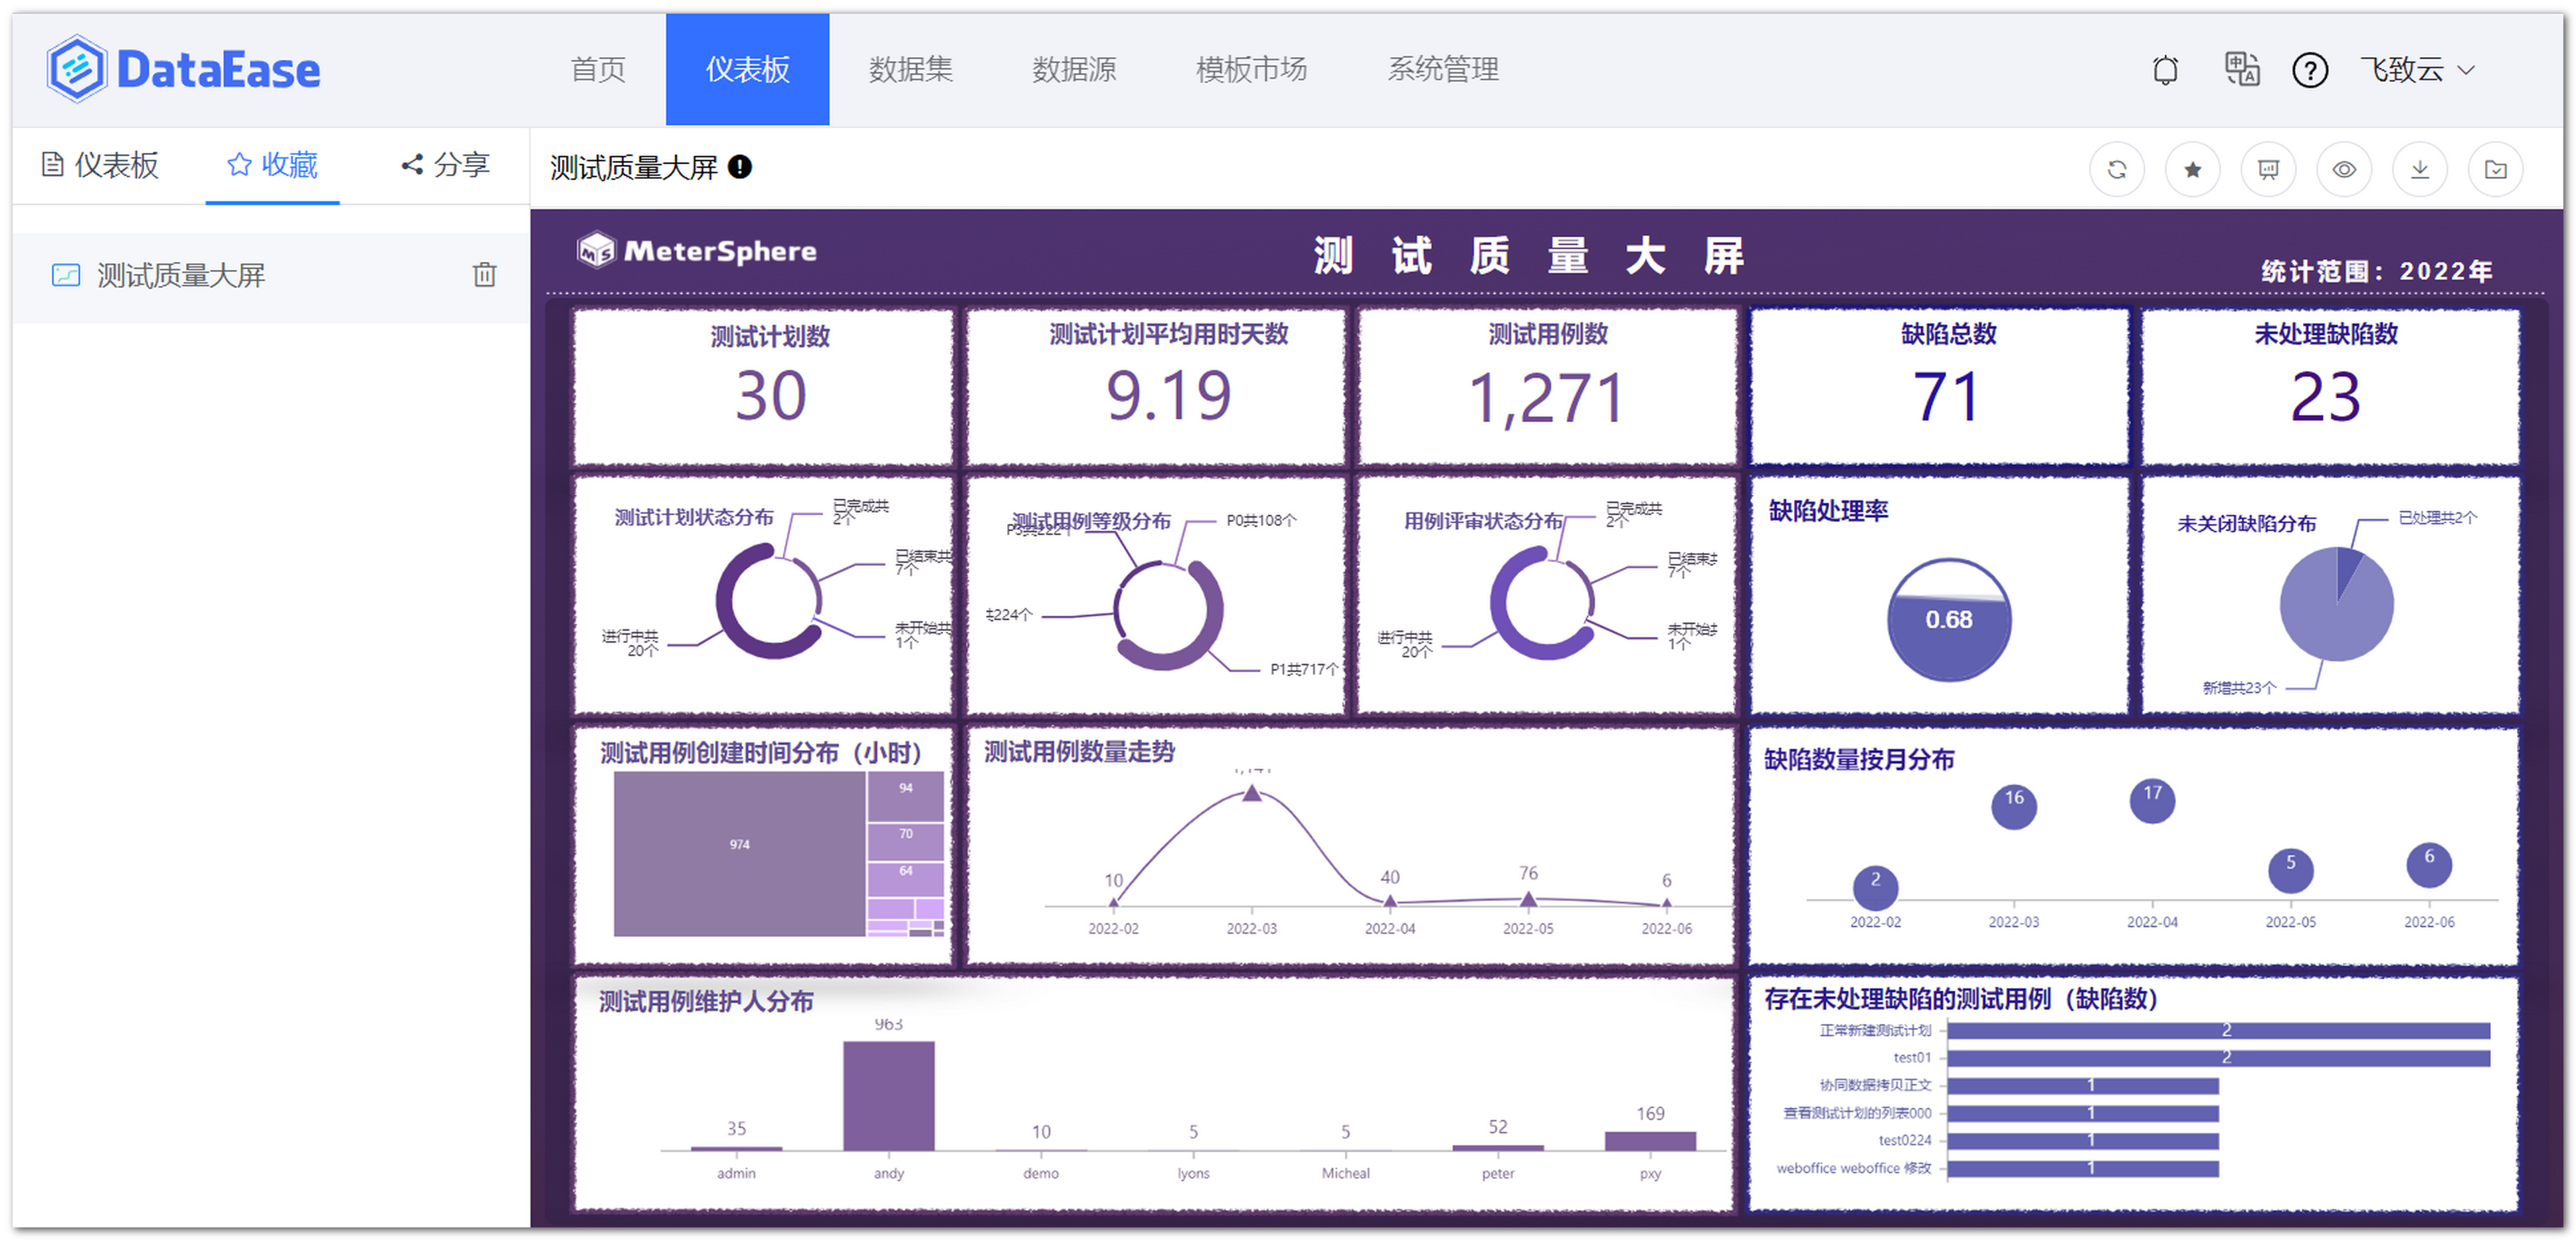 DataEase
首页 仪表板 数据集 数据源 模板市场 系统管理
飞致云
仪表板 收藏 分享
测试质量大屏
测试质量大屏
MeterSphere
测试质量大屏
统计范围：2022年
测试计划数
30
测试计划平均用时天数
9.19
测试用例数
1,271
缺陷总数
71
未处理缺陷数
23
测试计划状态分布
已完成共
2个
已结束共
7个
未开始共
1个
进行中共
20个
测试用例等级分布
P0共108个
P3共222个
共224个
P1共717个
用例评审状态分布
已完成共
2个
已结束共
7个
未开始共
1个
进行中共
20个
缺陷处理率
0.68
未关闭缺陷分布
已处理共2个
新增共23个
测试用例创建时间分布（小时）
974
94
70
64
测试用例数量走势
10 40 76 6
2022-02 2022-03 2022-04 2022-05 2022-06
缺陷数量按月分布
2 16 17 5 6
2022-02 2022-03 2022-04 2022-05 2022-06
测试用例维护人分布
35 963 10 5 5 52 169
admin andy demo lyons Micheal peter pxy
存在未处理缺陷的测试用例（缺陷数）
正常新建测试计划 2
test01 2
协同数据拷贝正文 1
查看测试计划的列表000 1
test0224 1
weboffice weboffice 修改 1